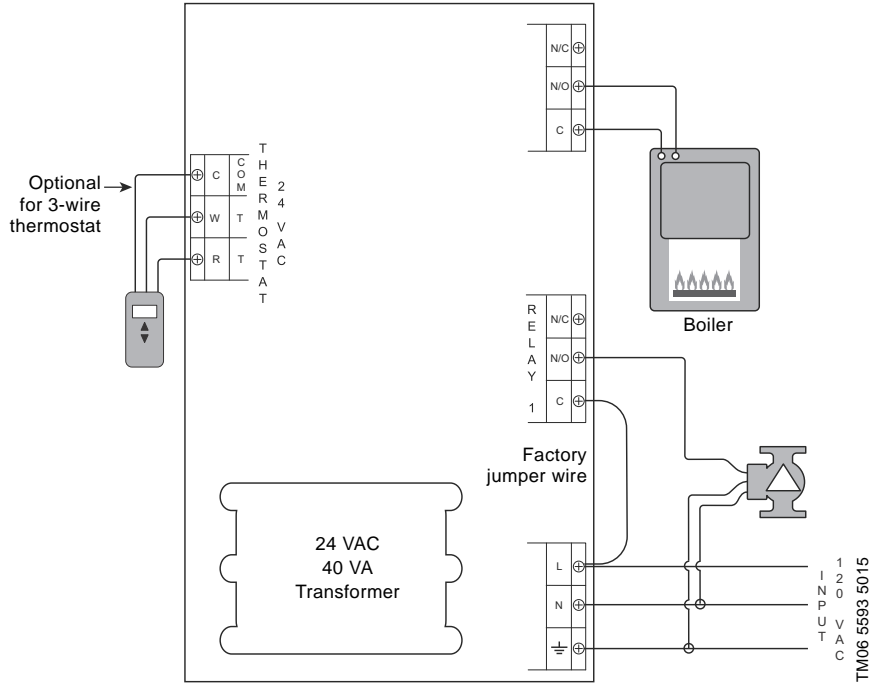 N/C
N/O
C
Optional
for 3-wire
thermostat
C COM
W T
R T
THERMOSTAT
24 VAC
Boiler
RELAY 1
N/C
N/O
C
Factory
jumper wire
24 VAC
40 VA
Transformer
L
N
INPUT
120 VAC
TM06 5593 5015